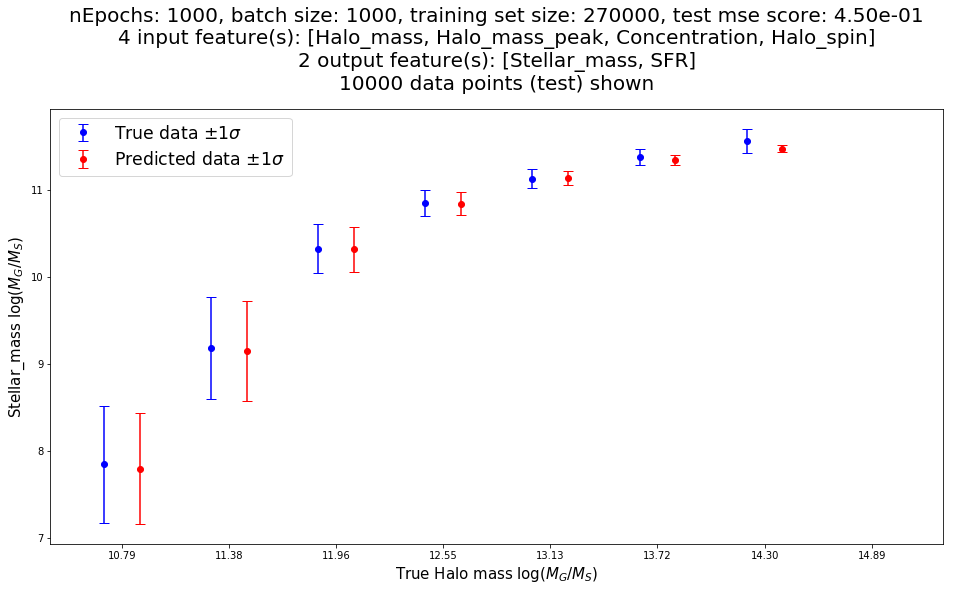 nEpochs: 1000, batch size: 1000, training set size: 270000, test mse score: 4.50e-01
4 input feature(s): [Halo_mass, Halo_mass_peak, Concentration, Halo_spin]
2 output feature(s): [Stellar_mass, SFR]
10000 data points (test) shown
True data ±1σ
Predicted data ±1σ
Stellar_mass log(M_G/M_S)
11
10
9
8
7
10.79 11.38 11.96 12.55 13.13 13.72 14.30 14.89
True Halo mass log(M_G/M_S)